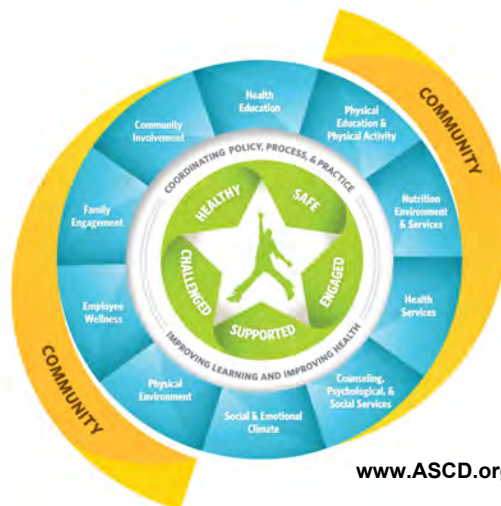 COMMUNITY
Health
Education
Physical
Education &
Physical Activity
Nutrition
Environment
& Services
Health
Services
Counseling,
Psychological, &
Social Services
Social & Emotional
Climate
Physical
Environment
Employee
Wellness
Family
Engagement
Community
Involvement
COORDINATING POLICY, PROCESS, & PRACTICE
IMPROVING LEARNING AND IMPROVING HEALTH
HEALTHY
SAFE
ENGAGED
SUPPORTED
CHALLENGED
COMMUNITY
www.ASCD.org